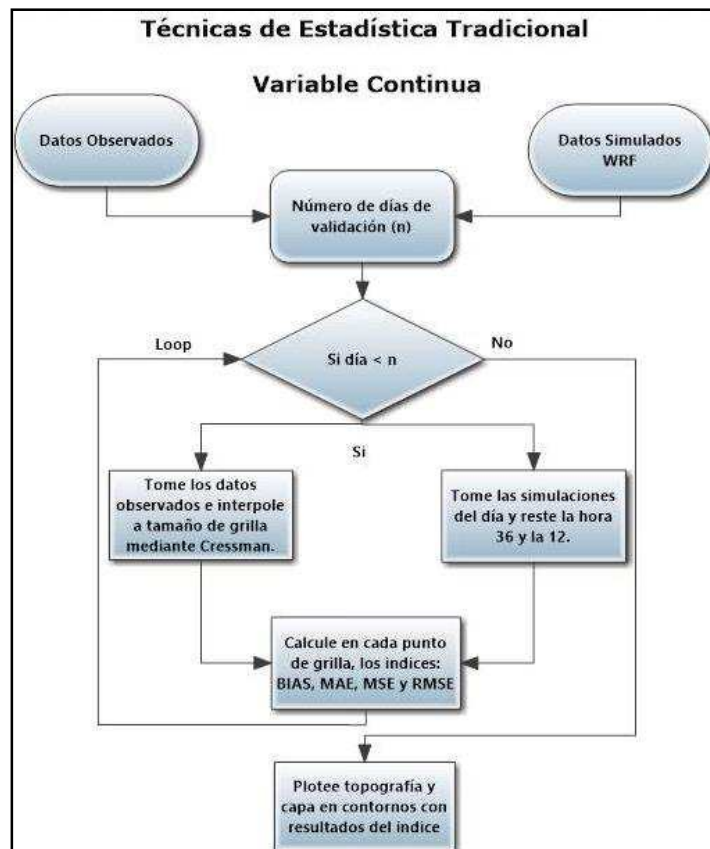 Técnicas de Estadística Tradicional
Variable Continua
Datos Observados
Datos Simulados
WRF
Número de días de
validación (n)
Loop
No
Si día < n
Si
Tome los datos
observados e interpole
a tamaño de grilla
mediante Cressman.
Tome las simulaciones
del día y reste la hora
36 y la 12.
Calcule en cada punto
de grilla, los indices:
BIAS, MAE, MSE y RMSE
Plotee topografía y
capa en contornos con
resultados del indice